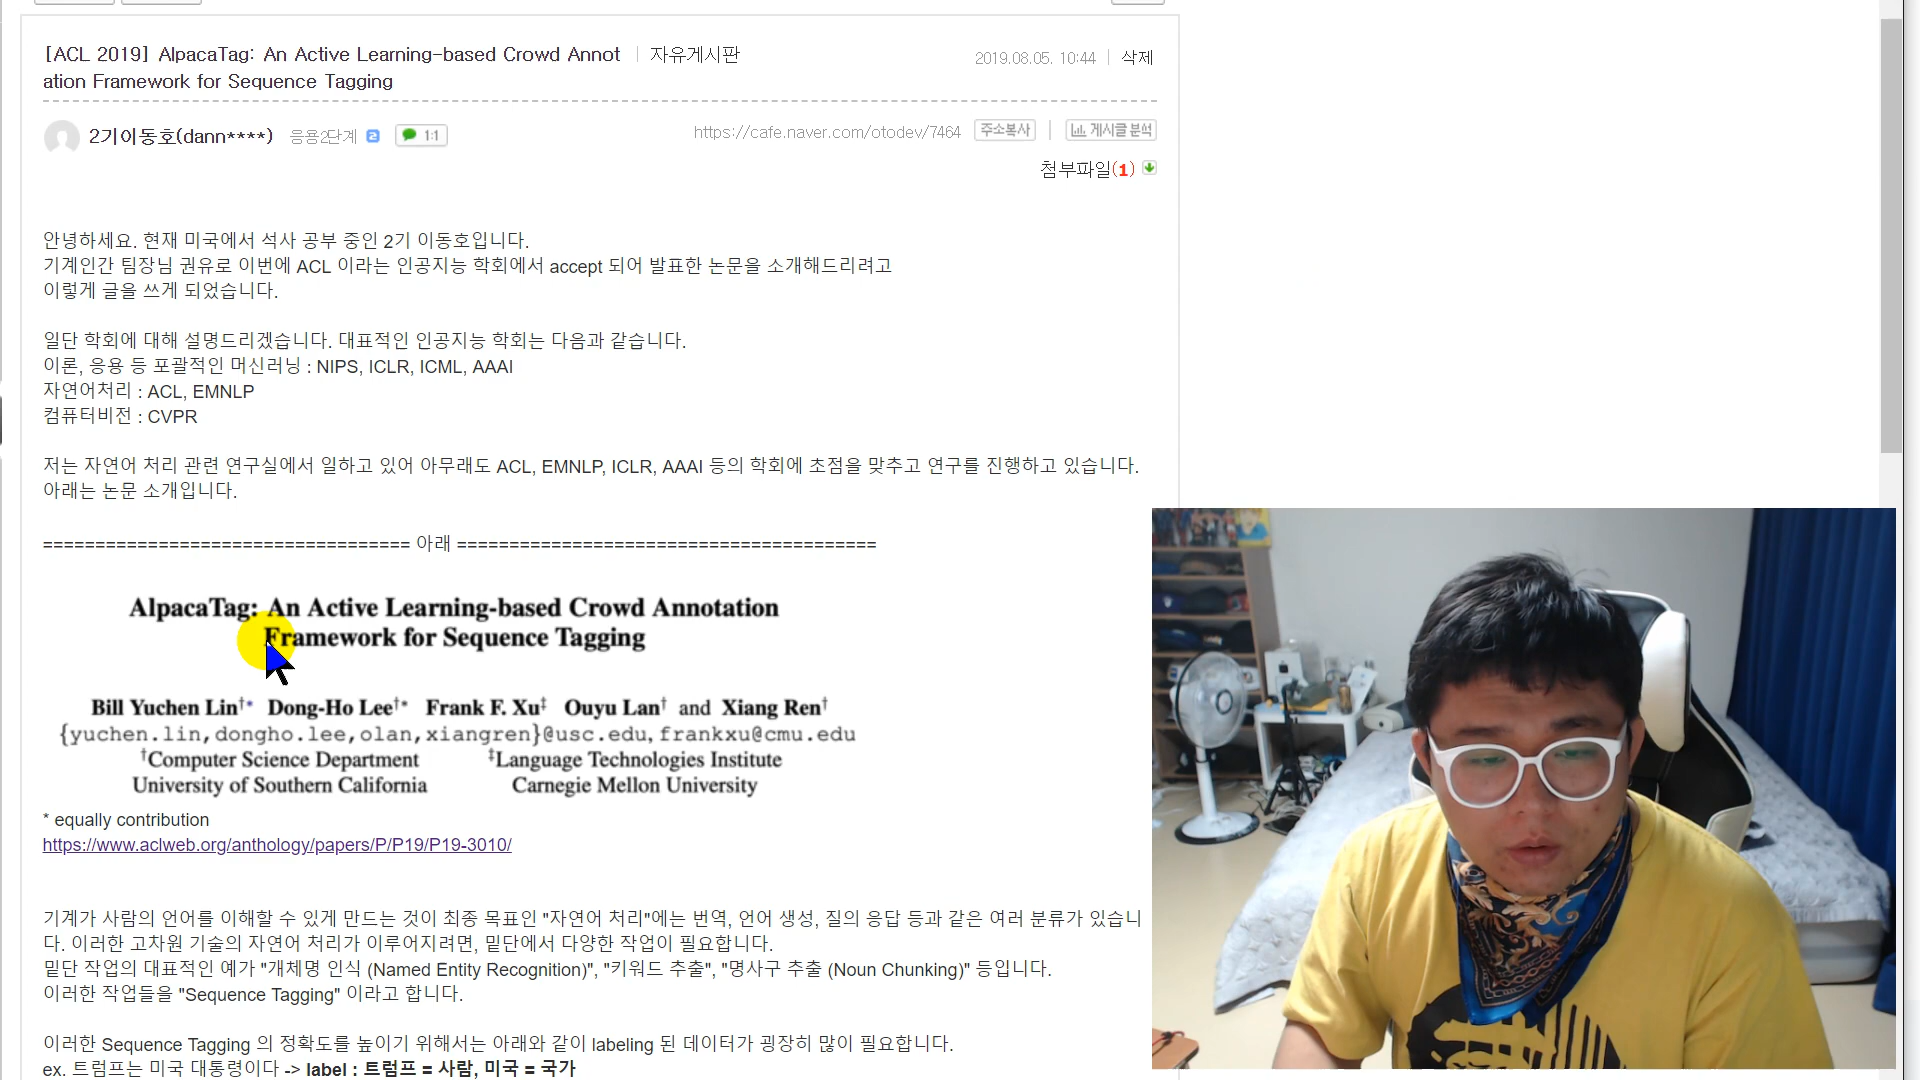 [ACL 2019] AlpacaTag: An Active Learning-based Crowd Annot
ation Framework for Sequence Tagging
자유게시판
2019.08.05. 10:44
삭제
2기이동호(dann****)
응용2단계
1:1
https://cafe.naver.com/otodev/7464
주소복사
게시글 분석
첨부파일(1)
안녕하세요. 현재 미국에서 석사 공부 중인 2기 이동호입니다.
기계인간 팀장님 권유로 이번에 ACL 이라는 인공지능 학회에서 accept 되어 발표한 논문을 소개해드리려고
이렇게 글을 쓰게 되었습니다.
일단 학회에 대해 설명드리겠습니다. 대표적인 인공지능 학회는 다음과 같습니다.
이론, 응용 등 포괄적인 머신러닝 : NIPS, ICLR, ICML, AAAI
자연어처리 : ACL, EMNLP
컴퓨터비전 : CVPR
저는 자연어 처리 관련 연구실에서 일하고 있어 아무래도 ACL, EMNLP, ICLR, AAAI 등의 학회에 초점을 맞추고 연구를 진행하고 있습니다.
아래는 논문 소개입니다.
=================================== 아래 ========================================
AlpacaTag: An Active Learning-based Crowd Annotation
Framework for Sequence Tagging
Bill Yuchen Lin†* Dong-Ho Lee†* Frank F. Xu‡ Ouyu Lan† and Xiang Ren†
{yuchen.lin,dongho.lee,olan,xiangren}@usc.edu,frankxu@cmu.edu
†Computer Science Department ‡Language Technologies Institute
University of Southern California Carnegie Mellon University
* equally contribution
https://www.aclweb.org/anthology/papers/P/P19/P19-3010/
기계가 사람의 언어를 이해할 수 있게 만드는 것이 최종 목표인 "자연어 처리"에는 번역, 언어 생성, 질의 응답 등과 같은 여러 분류가 있습니
다. 이러한 고차원 기술의 자연어 처리가 이루어지려면, 밑단에서 다양한 작업이 필요합니다.
밑단 작업의 대표적인 예가 "개체명 인식 (Named Entity Recognition)", "키워드 추출", "명사구 추출 (Noun Chunking)" 등입니다.
이러한 작업들을 "Sequence Tagging" 이라고 합니다.
이러한 Sequence Tagging 의 정확도를 높이기 위해서는 아래와 같이 labeling 된 데이터가 굉장히 많이 필요합니다.
ex. 트럼프는 미국 대통령이다 -> label : 트럼프 = 사람, 미국 = 국가